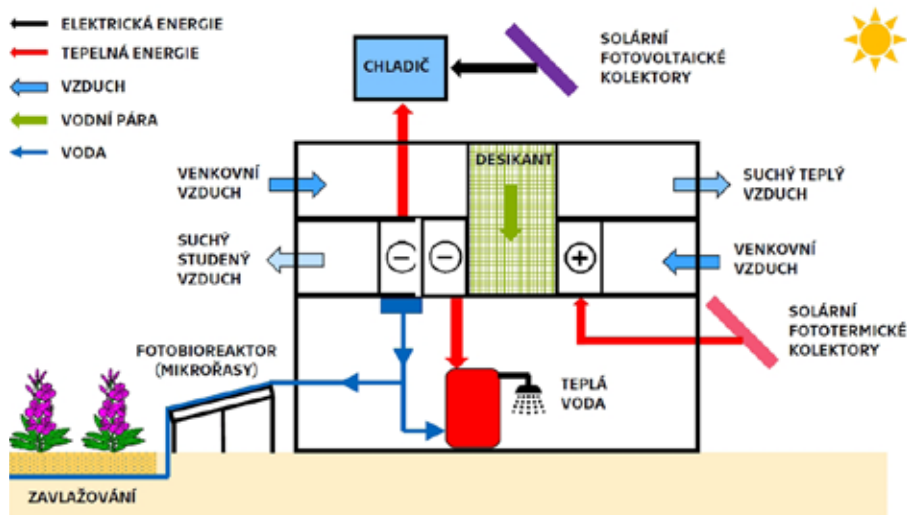 ELEKTRICKÁ ENERGIE
TEPELNÁ ENERGIE
VZDUCH
VODNÍ PÁRA
VODA
CHLADIČ
SOLÁRNÍ
FOTOVOLTAICKÉ
KOLEKTORY
VENKOVNÍ
VZDUCH
DESIKANT
SUCHÝ TEPLÝ
VZDUCH
SUCHÝ
STUDENÝ
VZDUCH
VENKOVNÍ
VZDUCH
SOLÁRNÍ
FOTOTERMICKÉ
KOLEKTORY
FOTOBIOREAKTOR
(MIKROŘASY)
TEPLÁ
VODA
ZAVLAŽOVÁNÍ